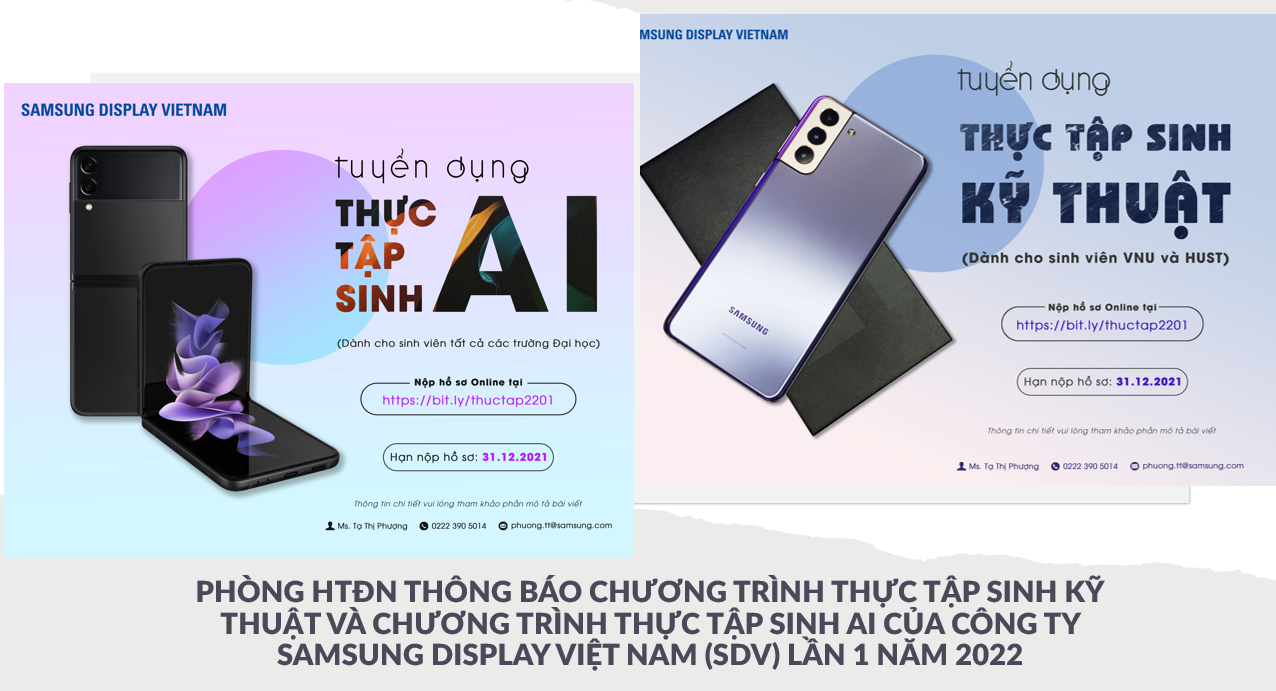 SAMSUNG DISPLAY VIETNAM
tuyển dụng
THỰC
TẬP
SINH
AI
(Dành cho sinh viên tất cả các trường Đại học)
Nộp hồ sơ Online tại
https://bit.ly/thuctap2201
Hạn nộp hồ sơ: 31.12.2021
Thông tin chi tiết vui lòng tham khảo phần mô tả bài viết
Ms. Tạ Thị Phượng 0222 390 5014 phuong.tt@samsung.com
MSUNG DISPLAY VIETNAM
tuyển dụng
THỰC TẬP SINH
KỸ THUẬT
(Dành cho sinh viên VNU và HUST)
SAMSUNG
Nộp hồ sơ Online tại
https://bit.ly/thuctap2201
Hạn nộp hồ sơ: 31.12.2021
Thông tin chi tiết vui lòng tham khảo phần mô tả bài viết
Ms. Tạ Thị Phượng 0222 390 5014 phuong.tt@samsung.com
PHÒNG HTĐN THÔNG BÁO CHƯƠNG TRÌNH THỰC TẬP SINH KỸ
THUẬT VÀ CHƯƠNG TRÌNH THỰC TẬP SINH AI CỦA CÔNG TY
SAMSUNG DISPLAY VIỆT NAM (SDV) LẦN 1 NĂM 2022